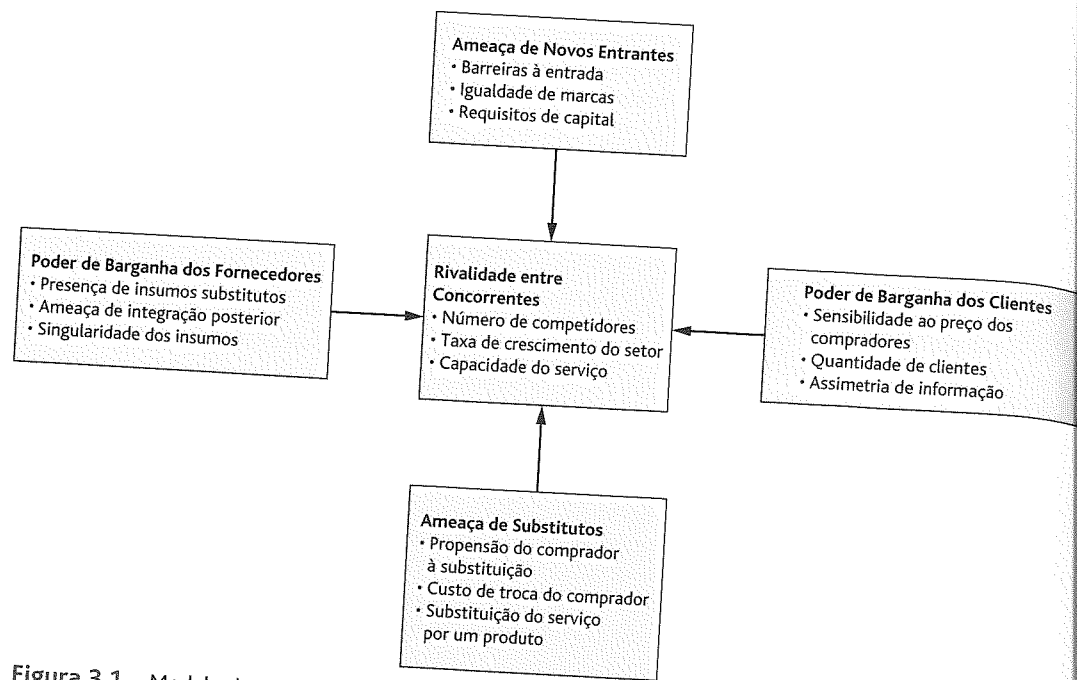 Ameaça de Novos Entrantes
• Barreiras à entrada
• Igualdade de marcas
• Requisitos de capital
Poder de Barganha dos Fornecedores
• Presença de insumos substitutos
• Ameaça de integração posterior
• Singularidade dos insumos
Rivalidade entre
Concorrentes
• Número de competidores
• Taxa de crescimento do setor
• Capacidade do serviço
Poder de Barganha dos Clientes
• Sensibilidade ao preço dos
compradores
• Quantidade de clientes
• Assimetria de informação
Ameaça de Substitutos
• Propensão do comprador
à substituição
• Custo de troca do comprador
• Substituição do serviço
por um produto
Figura 3.1